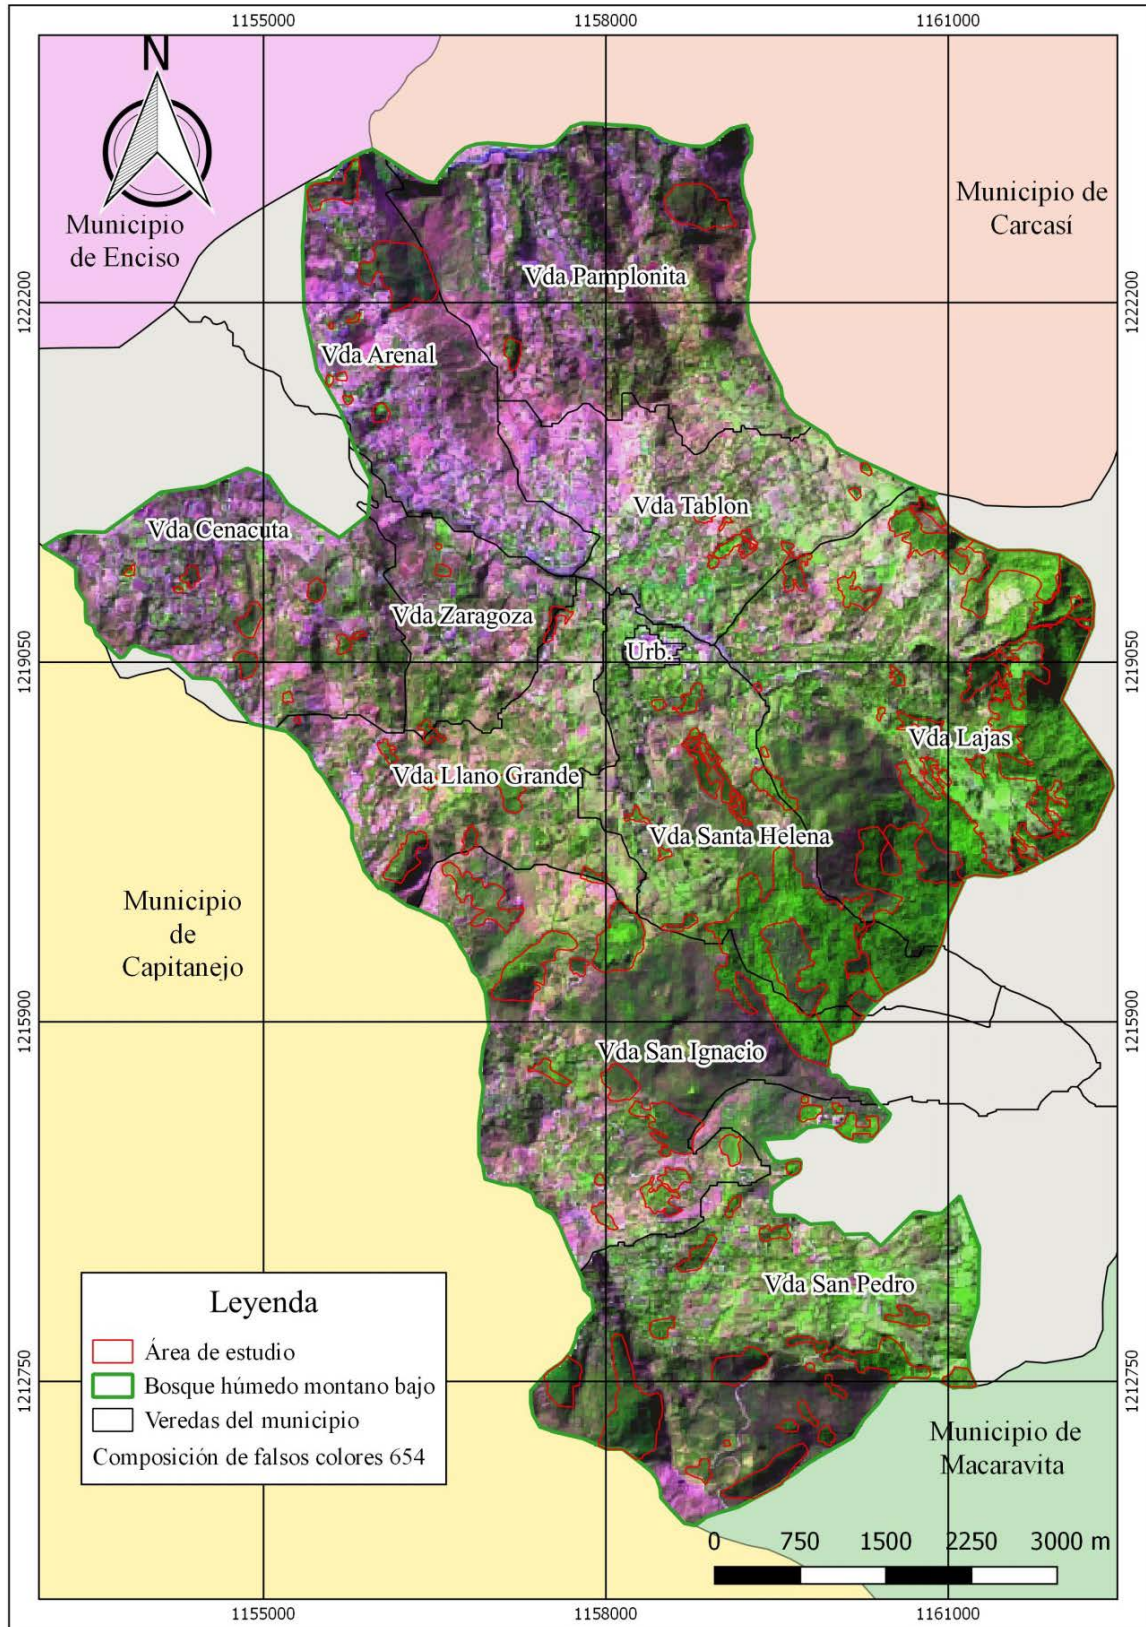 1155000
1158000
1161000
N
Municipio
de Enciso
Municipio de
Carcasí
Vda Pamplonita
1222200
1222200
Vda Arenal
Vda Tablon
Vda Cenacuta
Vda Zaragoza
Urb.
1219050
1219050
Vda Lajas
Vda Llano Grande
Vda Santa Helena
Municipio
de
Capitanejo
1215900
1215900
Vda San Ignacio
Vda San Pedro
Leyenda
Área de estudio
Bosque húmedo montano bajo
Veredas del municipio
Composición de falsos colores 654
1212750
1212750
Municipio de
Macaravita
0 750 1500 2250 3000 m
1155000
1158000
1161000